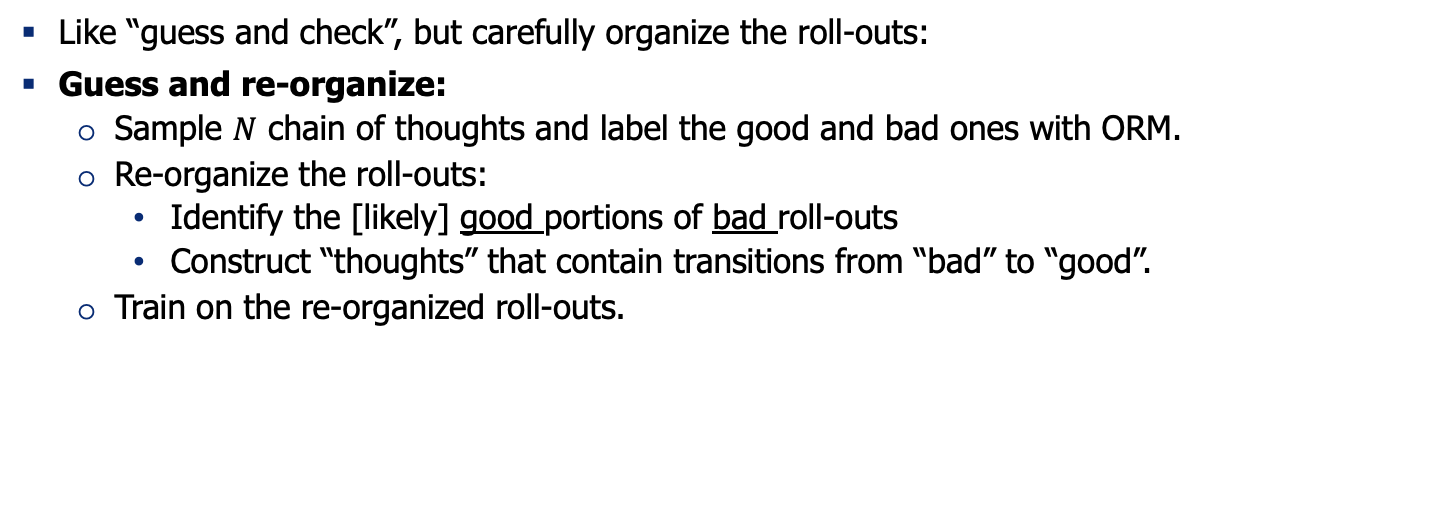 ▪ Like “guess and check”, but carefully organize the roll-outs:
▪ Guess and re-organize:
o Sample N chain of thoughts and label the good and bad ones with ORM.
o Re-organize the roll-outs:
• Identify the [likely] good portions of bad roll-outs
• Construct “thoughts” that contain transitions from “bad” to “good”.
o Train on the re-organized roll-outs.